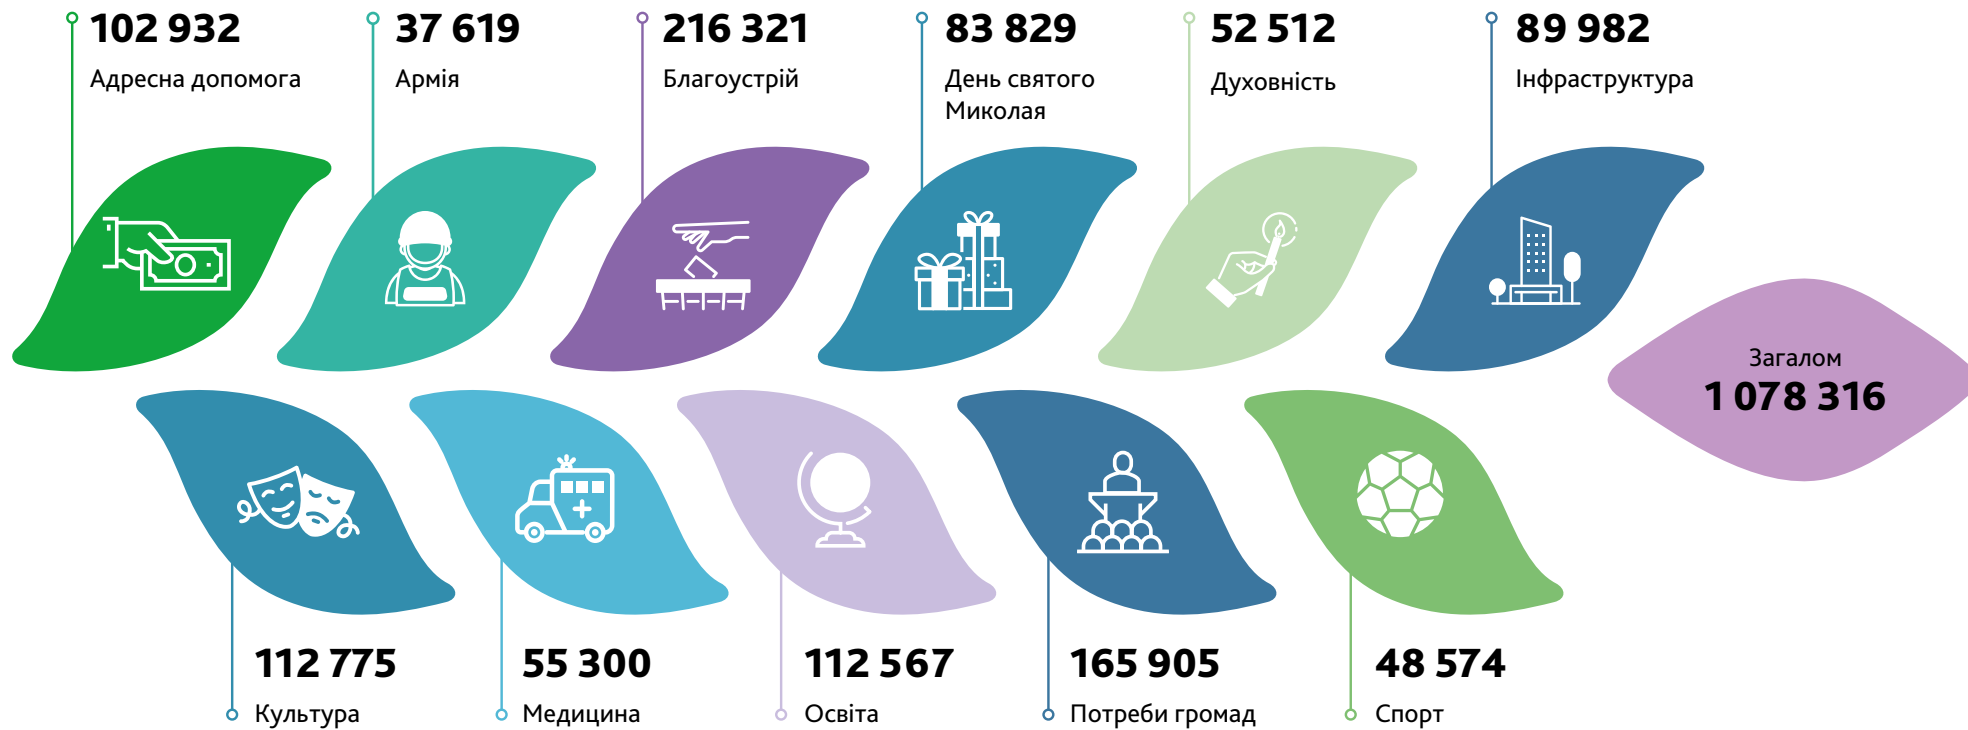 102 932
Адресна допомога
37 619
Армія
216 321
Благоустрій
83 829
День святого
Миколая
52 512
Духовність
89 982
Інфраструктура
Загалом
1 078 316
112 775
Культура
55 300
Медицина
112 567
Освіта
165 905
Потреби громад
48 574
Спорт